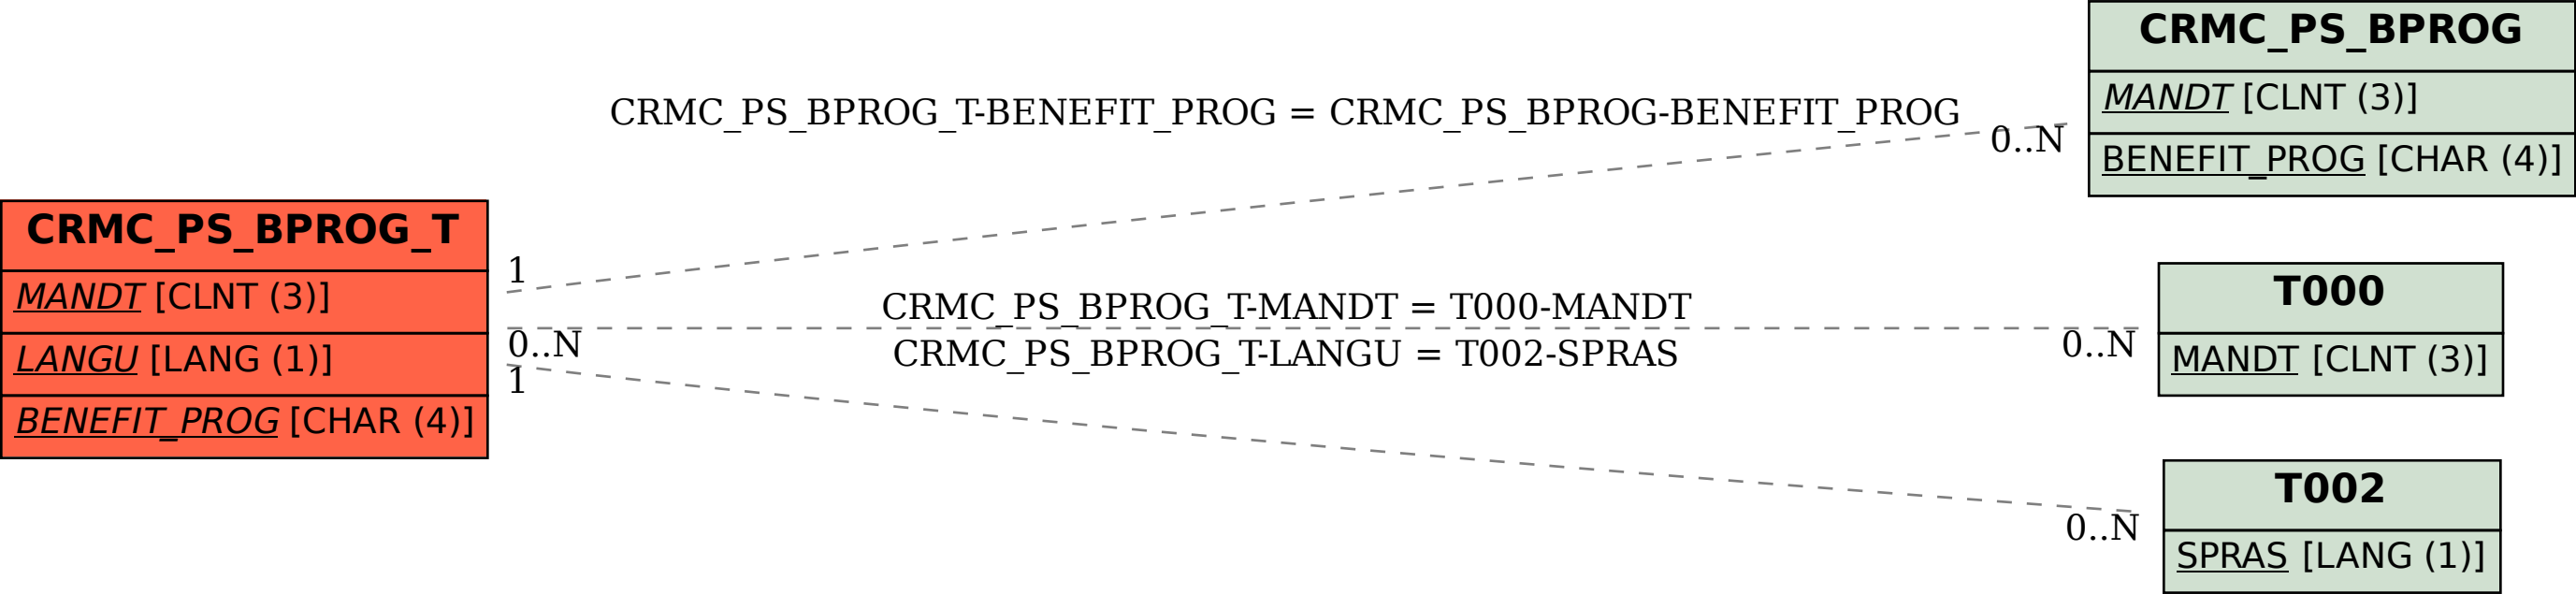 CRMC_PS_BPROG_T
MANDT [CLNT (3)]
LANGU [LANG (1)]
BENEFIT_PROG [CHAR (4)]
CRMC_PS_BPROG_T-BENEFIT_PROG = CRMC_PS_BPROG-BENEFIT_PROG
1
0..N
CRMC_PS_BPROG_T-MANDT = T000-MANDT
0..N
0..N
CRMC_PS_BPROG_T-LANGU = T002-SPRAS
1
0..N
CRMC_PS_BPROG
MANDT [CLNT (3)]
BENEFIT_PROG [CHAR (4)]
T000
MANDT [CLNT (3)]
T002
SPRAS [LANG (1)]